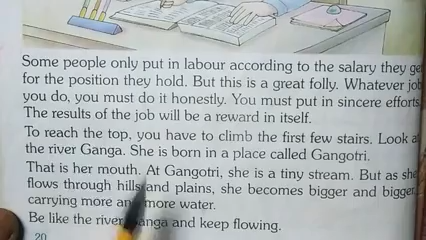 Some people only put in labour according to the salary they ge
for the position they hold. But this is a great folly. Whatever job
you do, you must do it honestly. You must put in sincere efforts.
The results of the job will be a reward in itself.
To reach the top, you have to climb the first few stairs. Look at
the river Ganga. She is born in a place called Gangotri.
That is her mouth. At Gangotri, she is a tiny stream. But as she
flows through hills and plains, she becomes bigger and bigger
carrying more and more water.
Be like the river Ganga and keep flowing.
20